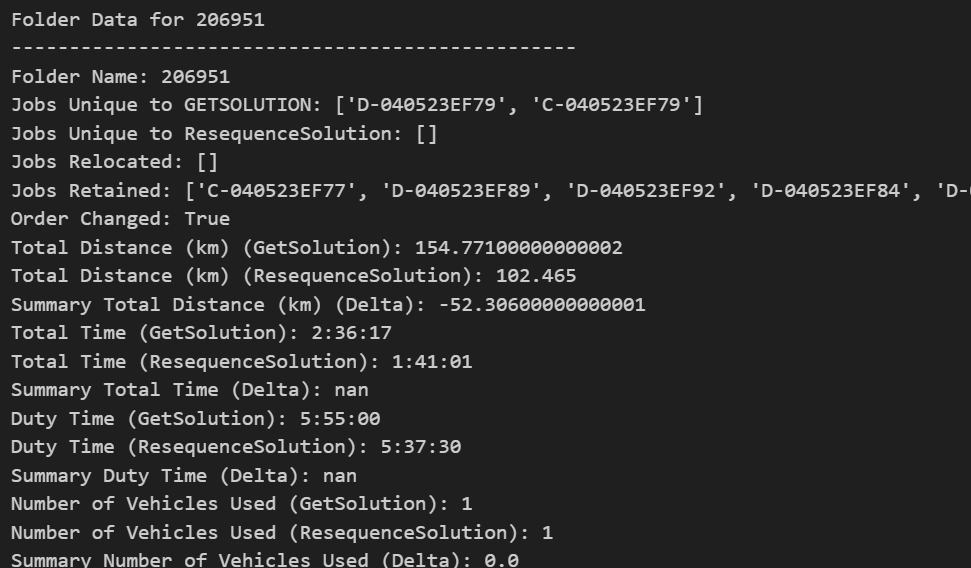 Folder Data for 206951
-------------------------------------------------
Folder Name: 206951
Jobs Unique to GETSOLUTION: ['D-040523EF79', 'C-040523EF79']
Jobs Unique to ResequenceSolution: []
Jobs Relocated: []
Jobs Retained: ['C-040523EF77', 'D-040523EF89', 'D-040523EF92', 'D-040523EF84', 'D-
Order Changed: True
Total Distance (km) (GetSolution): 154.77100000000002
Total Distance (km) (ResequenceSolution): 102.465
Summary Total Distance (km) (Delta): -52.30600000000001
Total Time (GetSolution): 2:36:17
Total Time (ResequenceSolution): 1:41:01
Summary Total Time (Delta): nan
Duty Time (GetSolution): 5:55:00
Duty Time (ResequenceSolution): 5:37:30
Summary Duty Time (Delta): nan
Number of Vehicles Used (GetSolution): 1
Number of Vehicles Used (ResequenceSolution): 1
Summary Number of Vehicles Used (Delta): 0.0